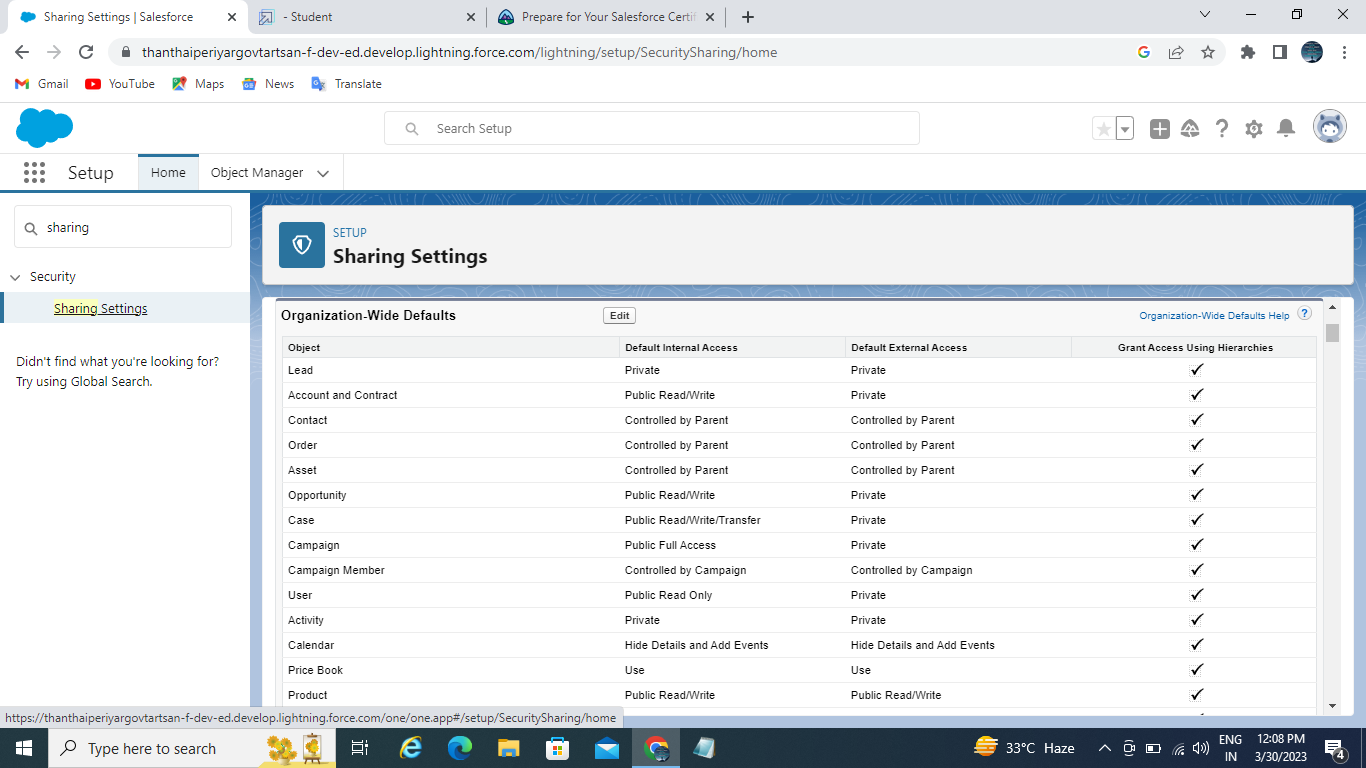 Sharing Settings | Salesforce
- Student
Prepare for Your Salesforce Certif
thanthaiperiyargovtartsan-f-dev-ed.develop.lightning.force.com/lightning/setup/SecuritySharing/home
Gmail YouTube Maps News Translate
Search Setup
Setup Home Object Manager
sharing
Security
Sharing Settings
Didn't find what you're looking for?
Try using Global Search.
SETUP
Sharing Settings
Organization-Wide Defaults Edit Organization-Wide Defaults Help ?
Object Default Internal Access Default External Access Grant Access Using Hierarchies
Lead Private Private ✓
Account and Contract Public Read/Write Private ✓
Contact Controlled by Parent Controlled by Parent ✓
Order Controlled by Parent Controlled by Parent ✓
Asset Controlled by Parent Controlled by Parent ✓
Opportunity Public Read/Write Private ✓
Case Public Read/Write/Transfer Private ✓
Campaign Public Full Access Private ✓
Campaign Member Controlled by Campaign Controlled by Campaign ✓
User Public Read Only Private ✓
Activity Private Private ✓
Calendar Hide Details and Add Events Hide Details and Add Events ✓
Price Book Use Use ✓
Product Public Read/Write Public Read/Write ✓
https://thanthaiperiyargovtartsan-f-dev-ed.develop.lightning.force.com/one/one.app#/setup/SecuritySharing/home
Type here to search
33°C Haze
ENG
IN
12:08 PM
3/30/2023
4